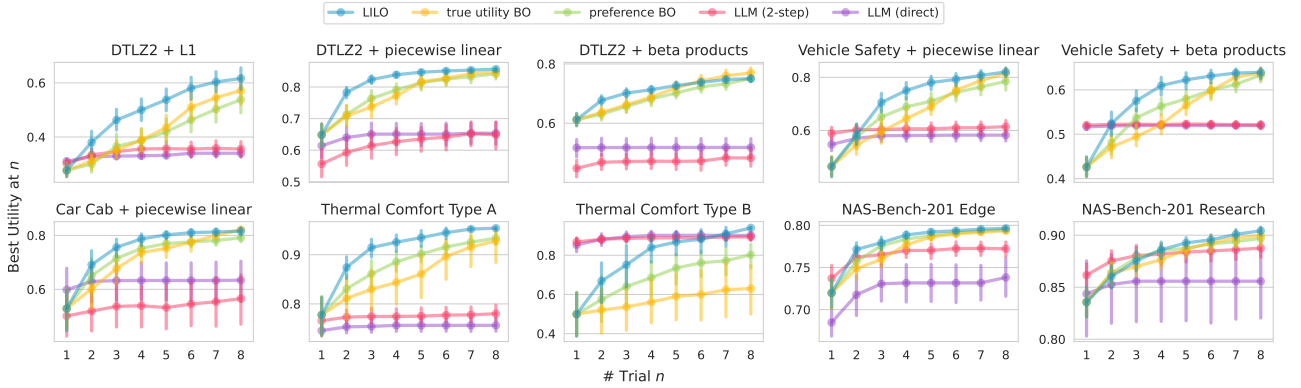 LILO true utility BO preference BO LLM (2-step) LLM (direct)
Best Utility at n
DTLZ2 + L1
0.6
0.4
DTLZ2 + piecewise linear
0.8
0.7
0.6
0.5
DTLZ2 + beta products
0.8
0.6
Vehicle Safety + piecewise linear
0.8
0.6
Vehicle Safety + beta products
0.6
0.5
0.4
Car Cab + piecewise linear
0.8
0.6
1 2 3 4 5 6 7 8
Thermal Comfort Type A
0.9
0.8
1 2 3 4 5 6 7 8
Thermal Comfort Type B
0.8
0.6
0.4
1 2 3 4 5 6 7 8
NAS-Bench-201 Edge
0.80
0.75
0.70
1 2 3 4 5 6 7 8
NAS-Bench-201 Research
0.90
0.85
0.80
1 2 3 4 5 6 7 8
# Trial n